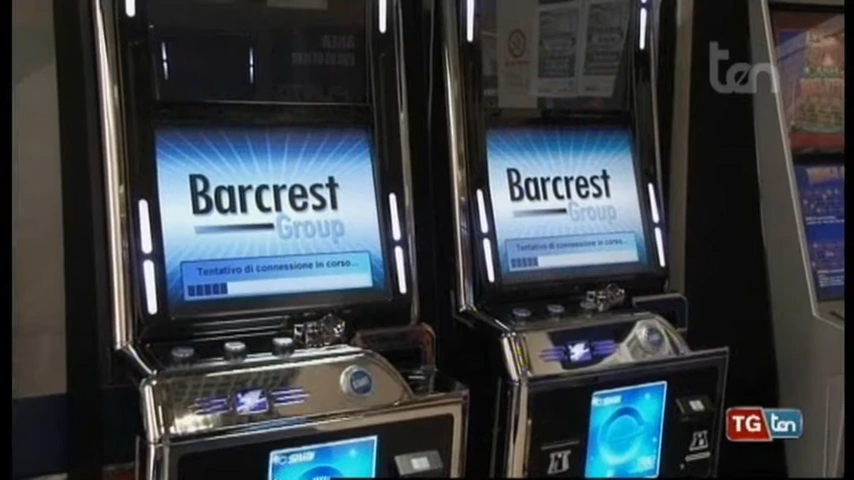 ten
Barcrest
Group
Tentativo di connessione in corso...
Barcrest
Group
Tentativo di connessione in corso...
TG ten